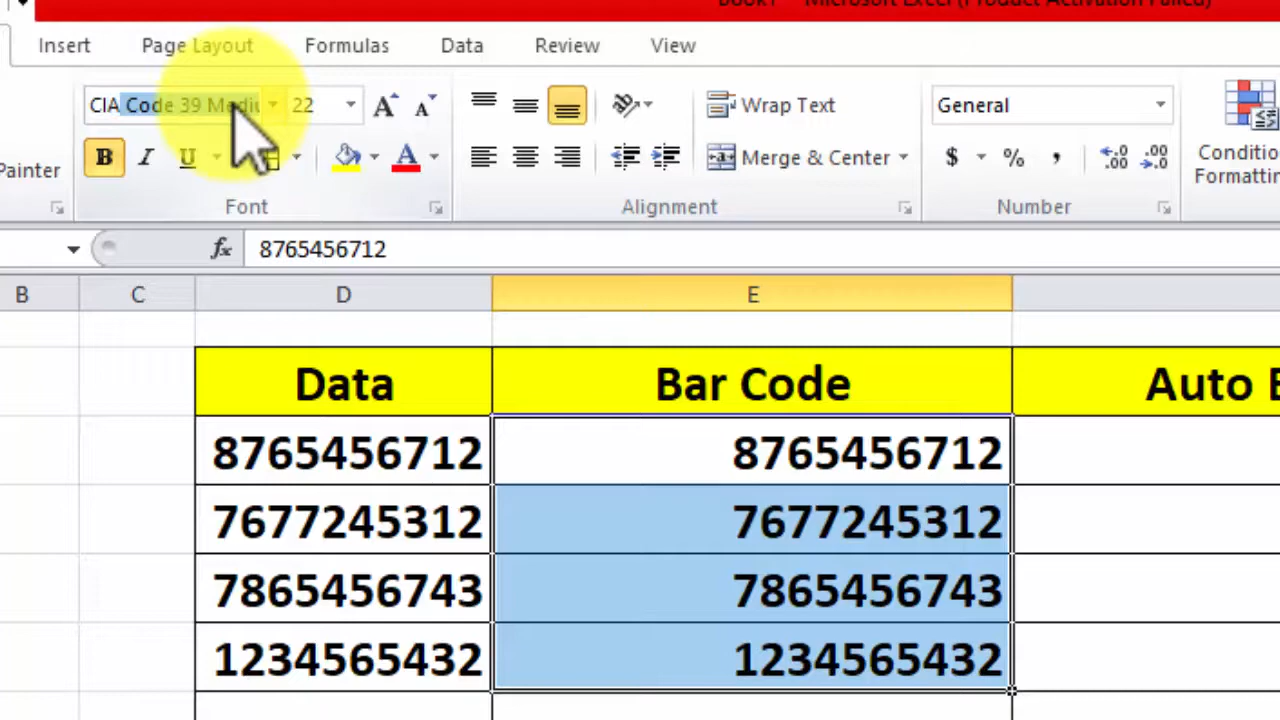 Book1 - Microsoft Excel (Product Activation Failed)
Insert Page Layout Formulas Data Review View
CIA Code 39 Mediu 22 A A Wrap Text General
Painter B I U A Merge & Center $ % , .00 .00 Conditio
Formattin
Font Alignment Number
fx 8765456712
B C D E
Data Bar Code Auto B
8765456712 8765456712
7677245312 7677245312
7865456743 7865456743
1234565432 1234565432